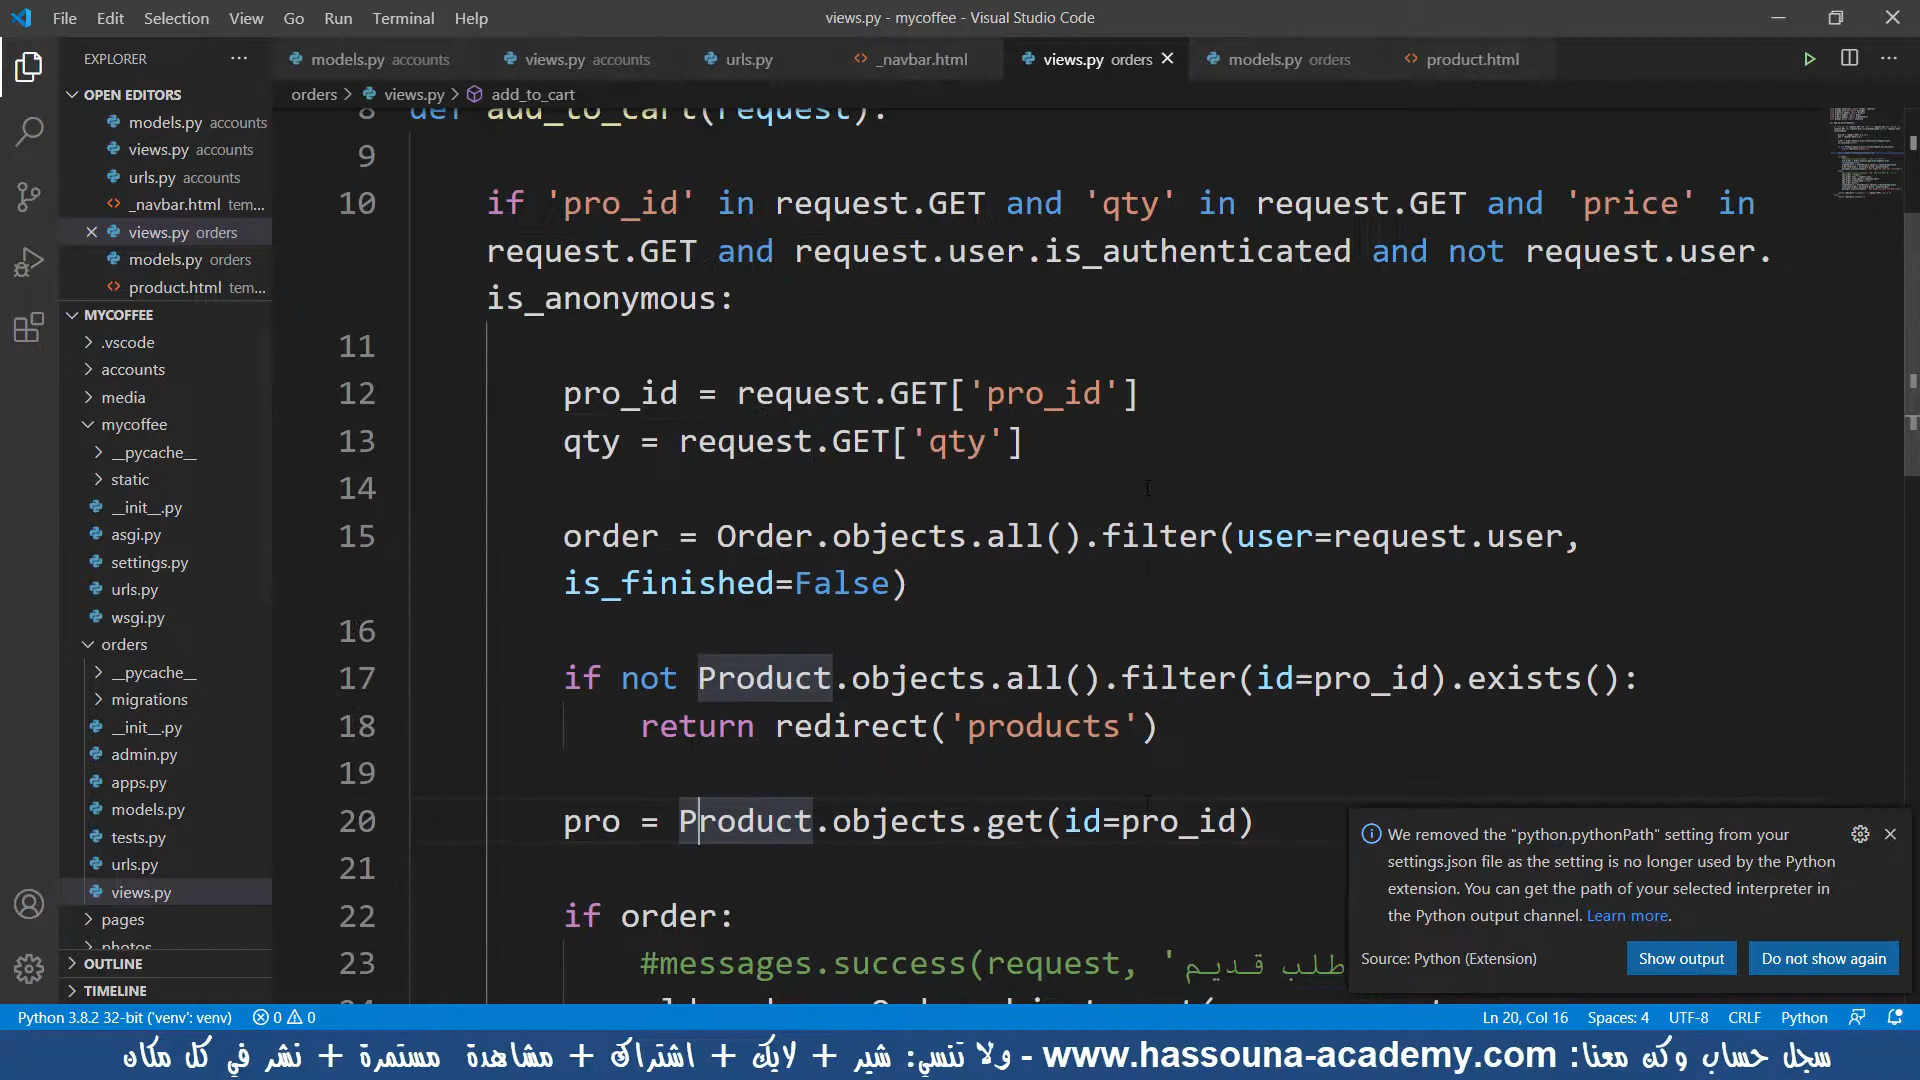 File Edit Selection View Go Run Terminal Help
views.py - mycoffee - Visual Studio Code
EXPLORER
models.py accounts
views.py accounts
urls.py
_navbar.html
views.py orders
models.py orders
product.html
orders > views.py > add_to_cart
OPEN EDITORS
models.py accounts
views.py accounts
urls.py accounts
_navbar.html tem...
views.py orders
models.py orders
product.html tem...
MYCOFFEE
.vscode
accounts
media
mycoffee
__pycache__
static
__init__.py
asgi.py
settings.py
urls.py
wsgi.py
orders
__pycache__
migrations
__init__.py
admin.py
apps.py
models.py
tests.py
urls.py
views.py
pages
photos
OUTLINE
TIMELINE
8 def add_to_cart(request):
9
10 if 'pro_id' in request.GET and 'qty' in request.GET and 'price' in
request.GET and request.user.is_authenticated and not request.user.
is_anonymous:
11
12 pro_id = request.GET['pro_id']
13 qty = request.GET['qty']
14
15 order = Order.objects.all().filter(user=request.user,
is_finished=False)
16
17 if not Product.objects.all().filter(id=pro_id).exists():
18 return redirect('products')
19
20 pro = Product.objects.get(id=pro_id)
21
22 if order:
23 #messages.success(request, 'طلب قديم
We removed the "python.pythonPath" setting from your
settings.json file as the setting is no longer used by the Python
extension. You can get the path of your selected interpreter in
the Python output channel. Learn more.
Source: Python (Extension)
Show output
Do not show again
Python 3.8.2 32-bit ('venv': venv)
0 0
Ln 20, Col 16
Spaces: 4
UTF-8
CRLF
Python
سجل حساب وكن معنا: www.hassouna-academy.com - ولا تنسي: شير + لايك + اشتراك + مشاهدة مستمرة + نشر في كل مكان